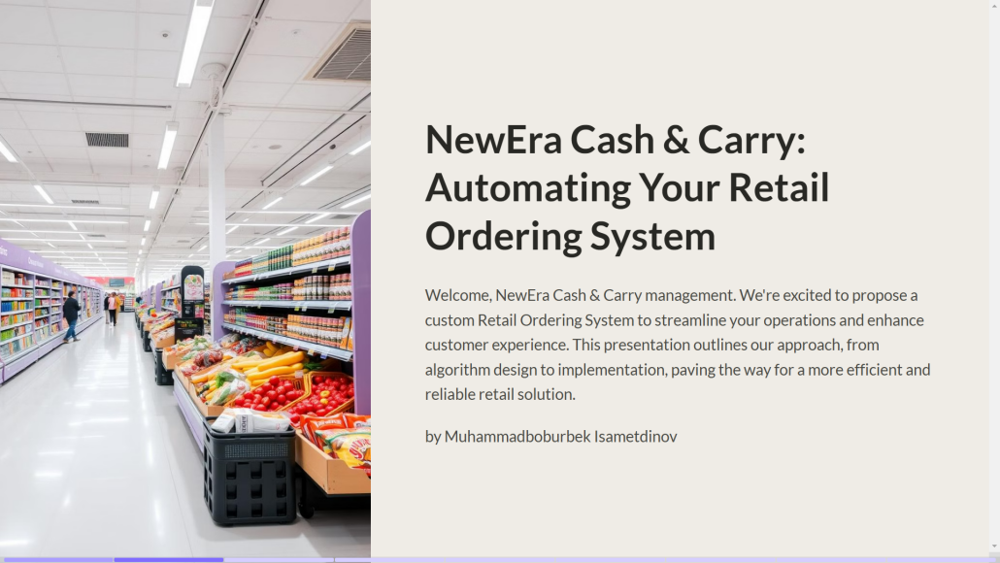 NewEra Cash & Carry:
Automating Your Retail
Ordering System
Welcome, NewEra Cash & Carry management. We're excited to propose a
custom Retail Ordering System to streamline your operations and enhance
customer experience. This presentation outlines our approach, from
algorithm design to implementation, paving the way for a more efficient and
reliable retail solution.
by Muhammadboburbek Isametdinov